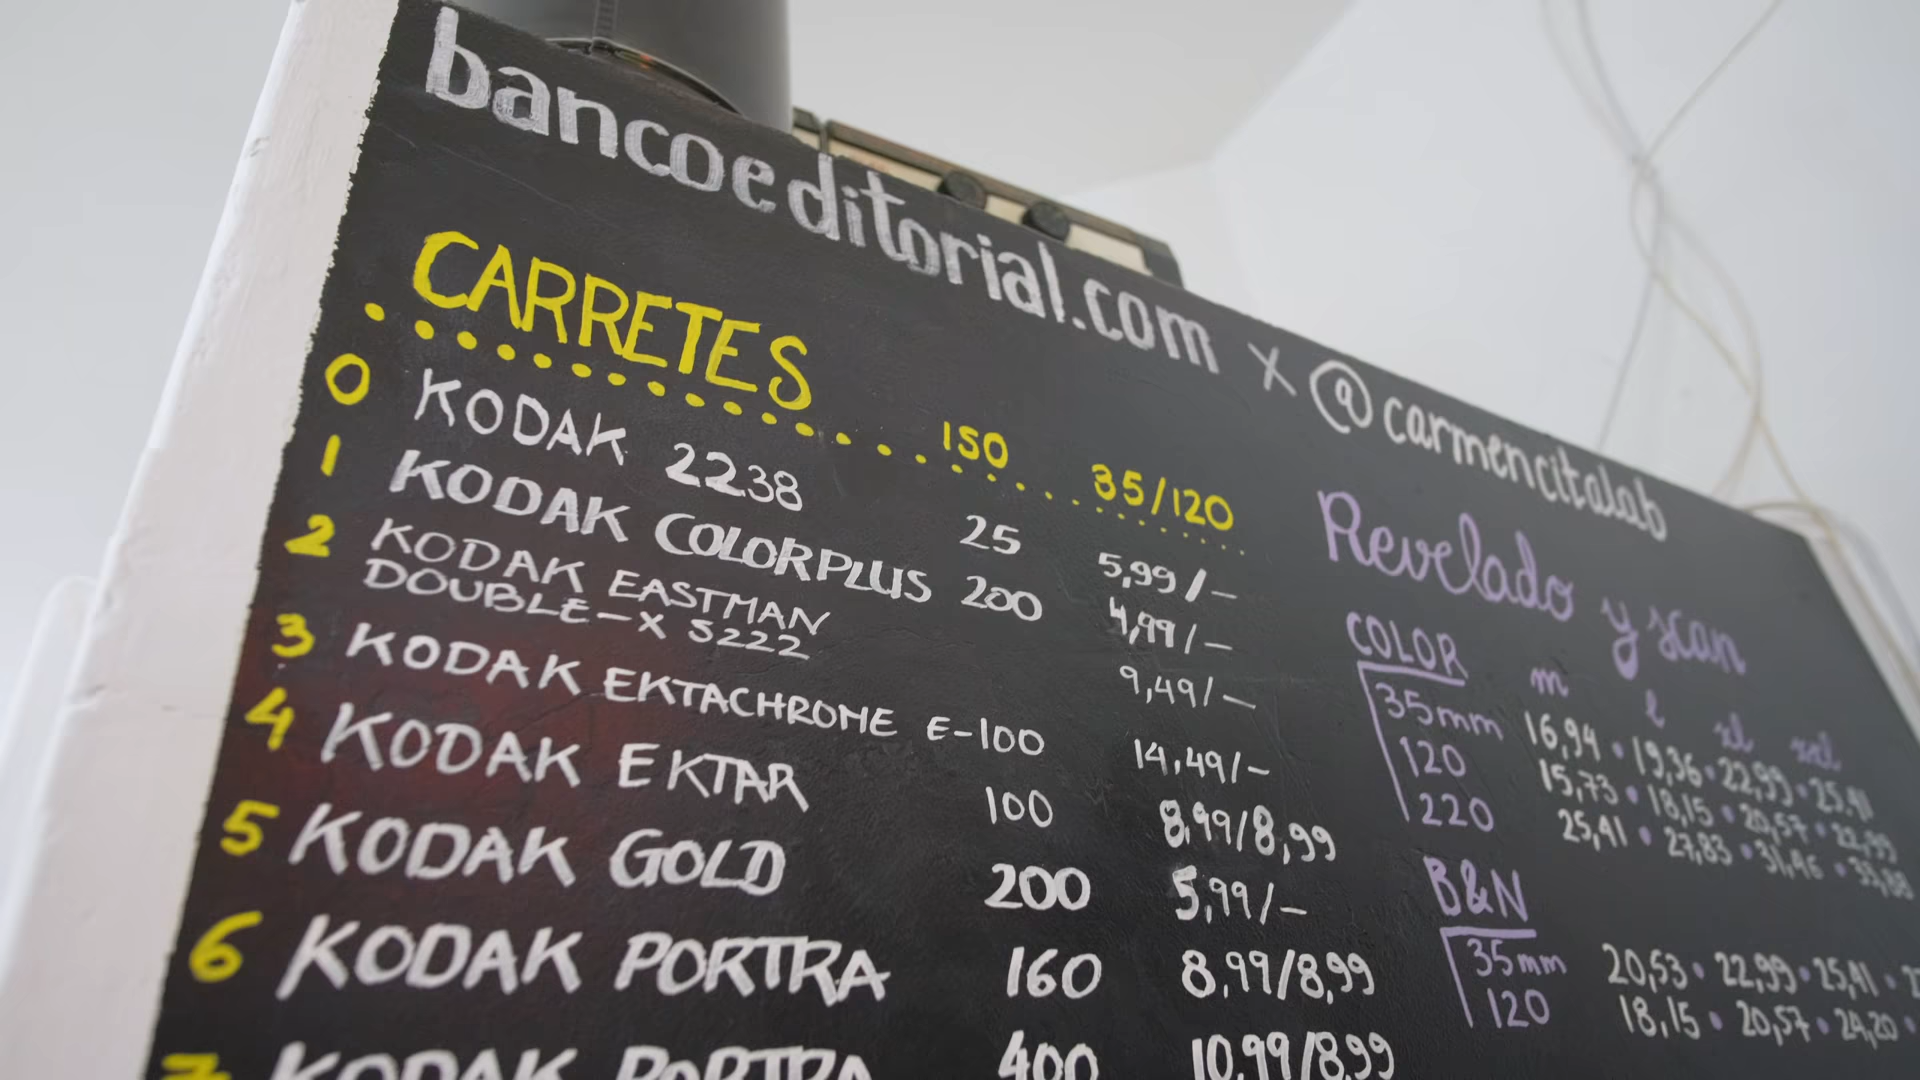 bancoeditorial.com x @carmencitalab
CARRETES
ISO 35/120
0 KODAK 2238 25 5,99/-
1 KODAK COLORPLUS 200 4,99/-
2 KODAK EASTMAN
DOUBLE-X 5222 9,49/-
3 KODAK EKTACHROME E-100 14,49/-
4 KODAK EKTAR 100 8,99/8,99
5 KODAK GOLD 200 5,99/-
6 KODAK PORTRA 160 8,99/8,99
7 KODAK PORTRA 400 10,99/8,99
Revelado y scan
COLOR m l xl xxl
35mm 16,94 • 19,36 • 22,99 • 25,41
120 15,73 • 18,15 • 20,57 • 22,99
220 25,41 • 27,83 • 31,46 • 33,88
B&N
35mm 20,53 • 22,99 • 25,41 •
120 18,15 • 20,57 • 24,20 •